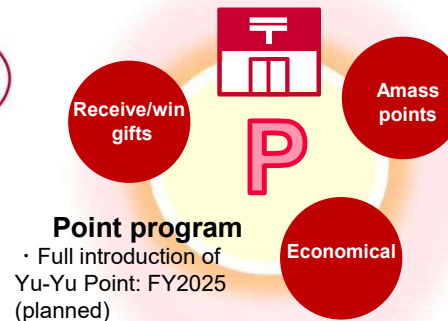 〒
Receive/win
gifts
Amass
points
P
Economical
Point program
・Full introduction of
Yu-Yu Point: FY2025
(planned)